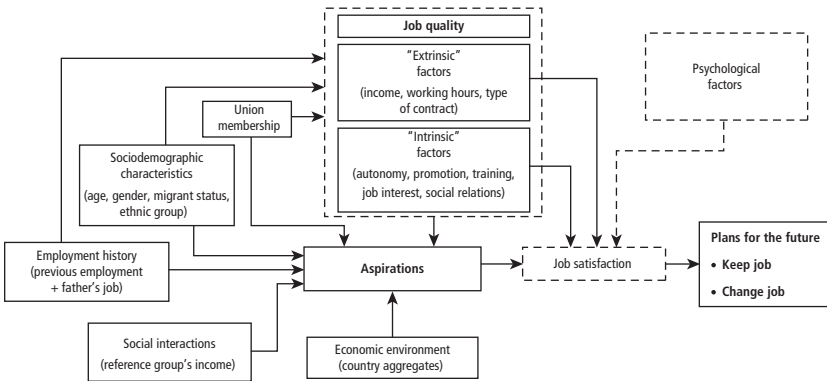 Job quality
"Extrinsic"
factors
(income, working hours, type
of contract)
"Intrinsic"
factors
(autonomy, promotion, training,
job interest, social relations)
Psychological
factors
Union
membership
Sociodemographic
characteristics
(age, gender, migrant status,
ethnic group)
Employment history
(previous employment
+ father's job)
Aspirations
Job satisfaction
Plans for the future
• Keep job
• Change job
Social interactions
(reference group's income)
Economic environment
(country aggregates)